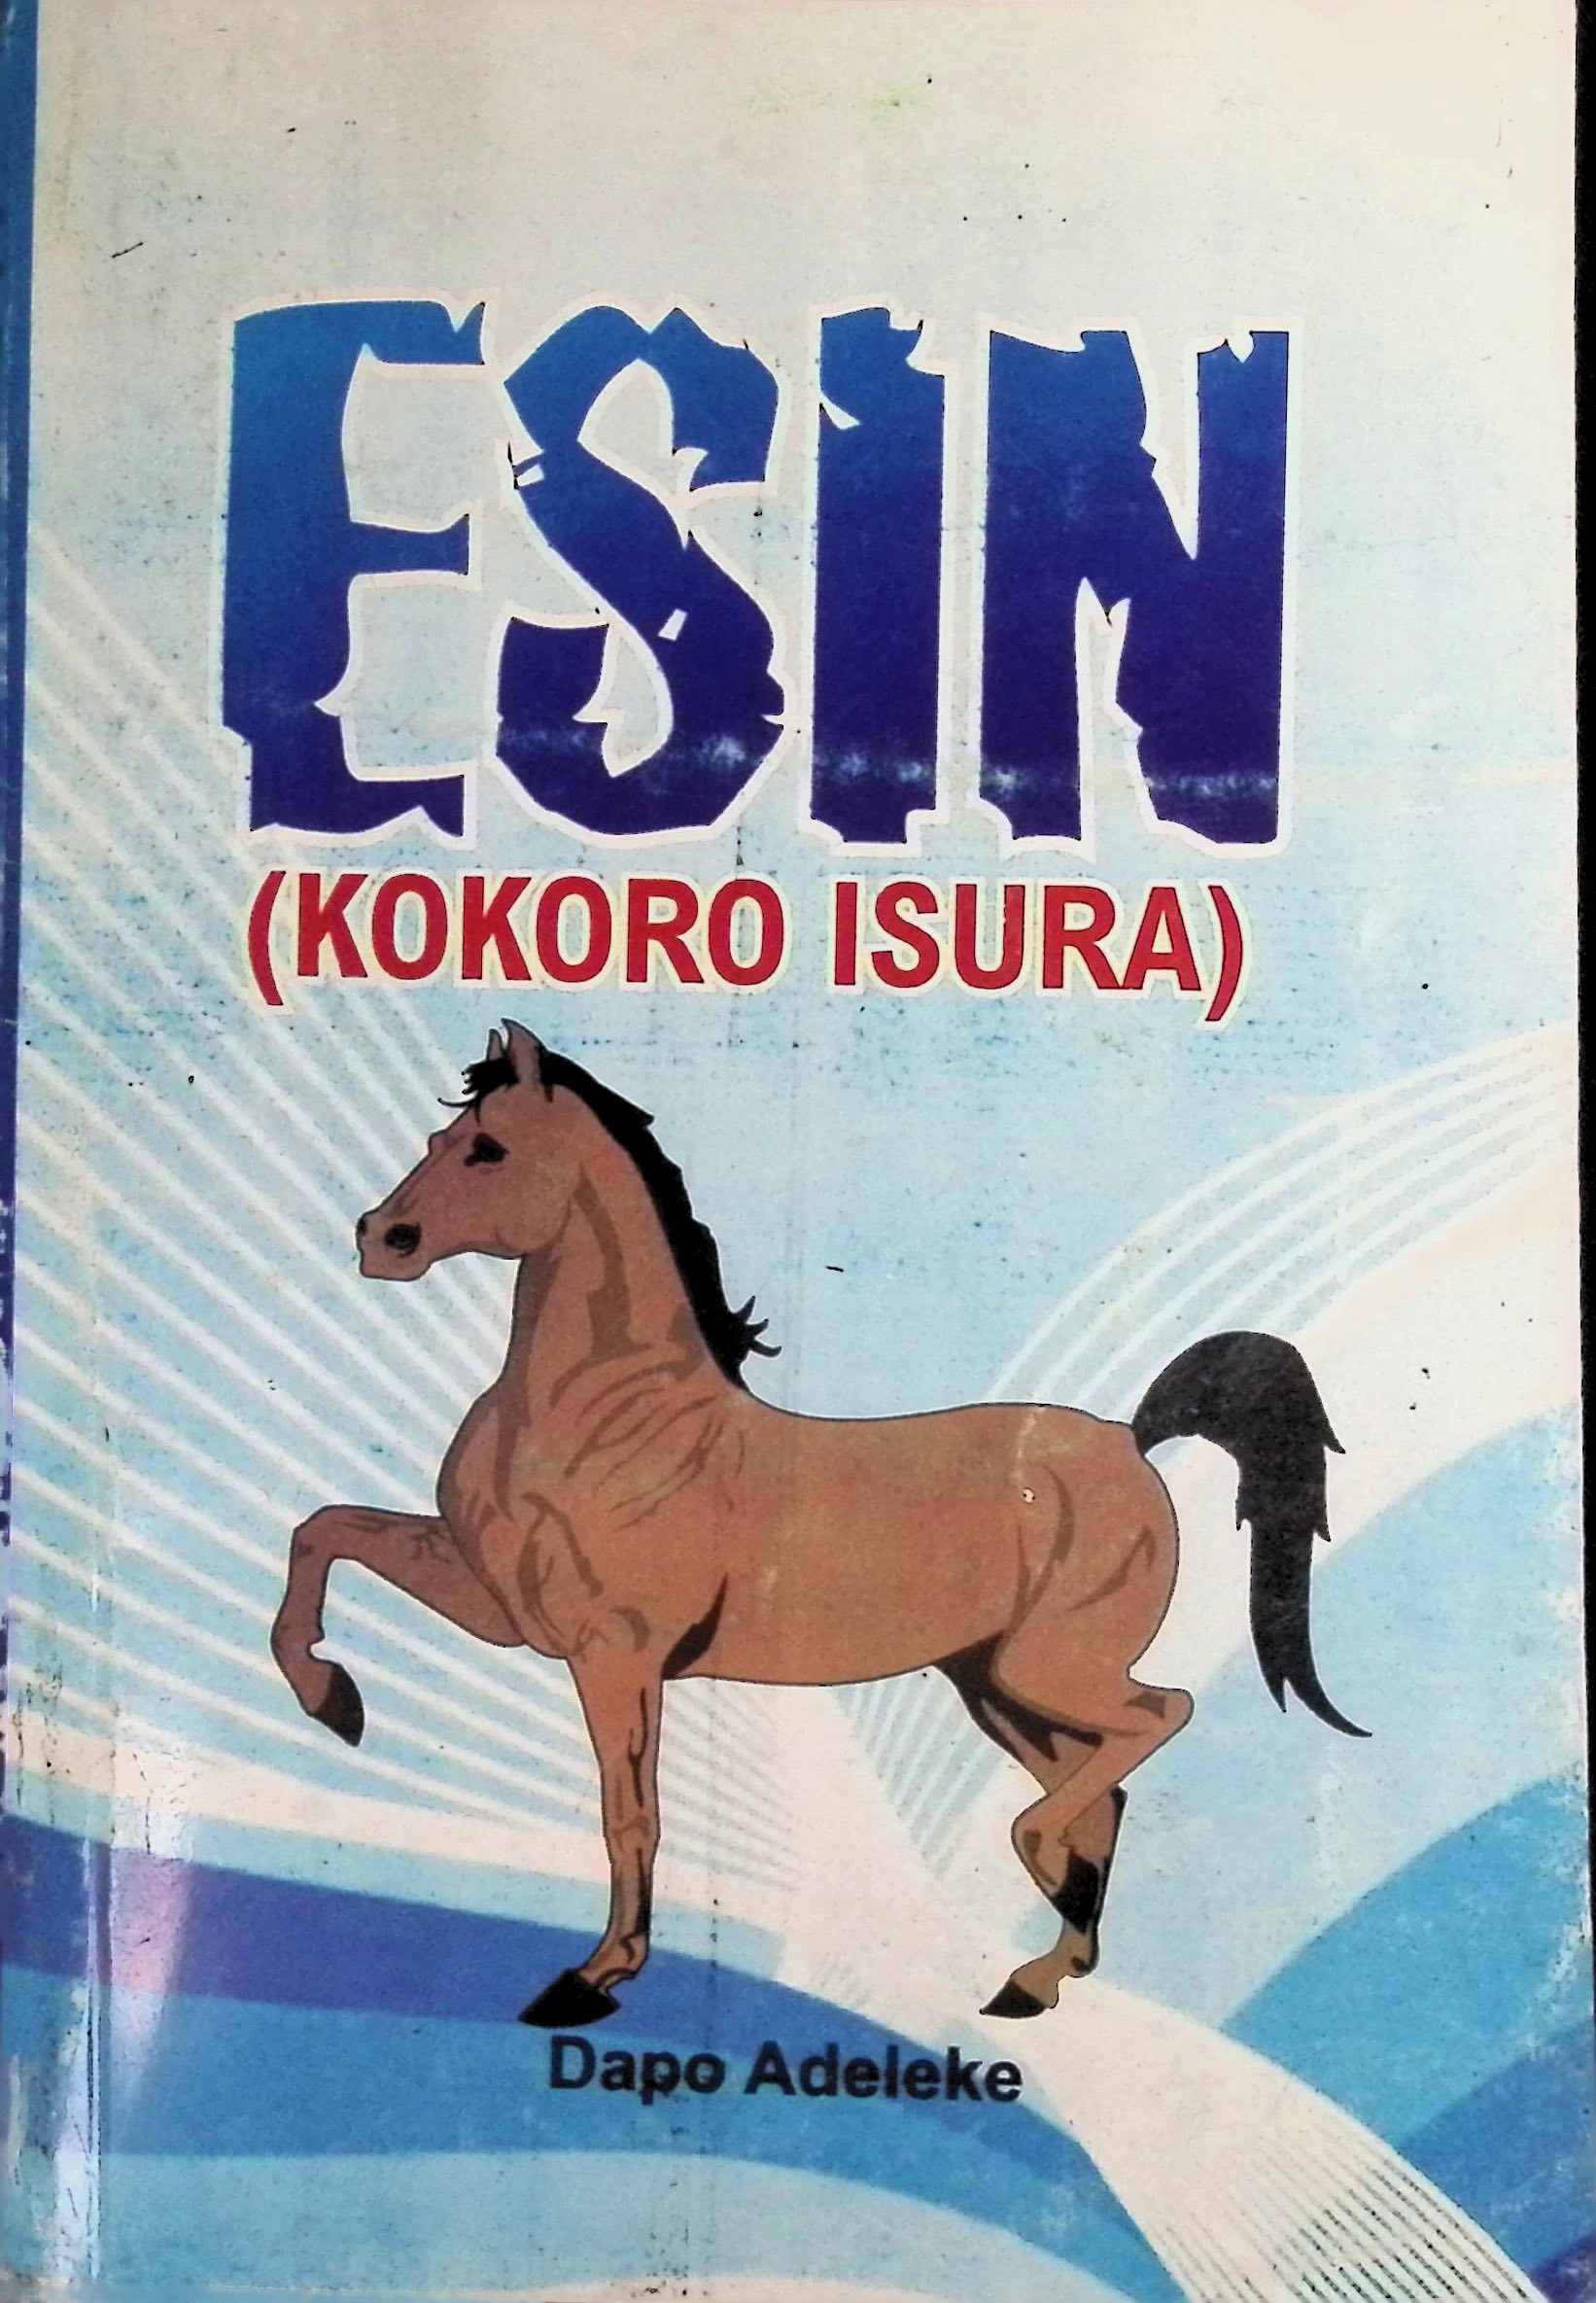 ESIN
(KOKORO ISURA)
Dapo Adeleke